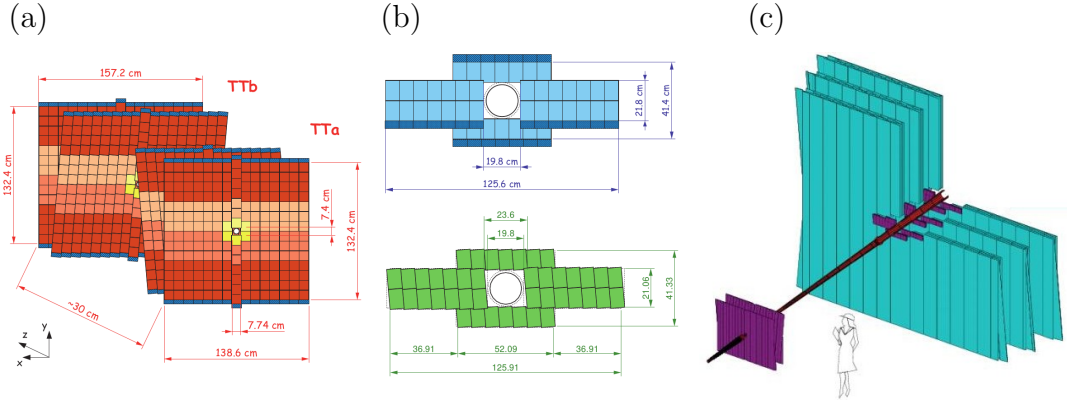 (a)
(b)
(c)
157.2 cm
TTb
TTa
132.4 cm
7.4 cm
132.4 cm
~30 cm
7.74 cm
138.6 cm
y
z
x
21.8 cm
41.4 cm
19.8 cm
125.6 cm
23.6
19.8
21.06
41.33
36.91
52.09
36.91
125.91